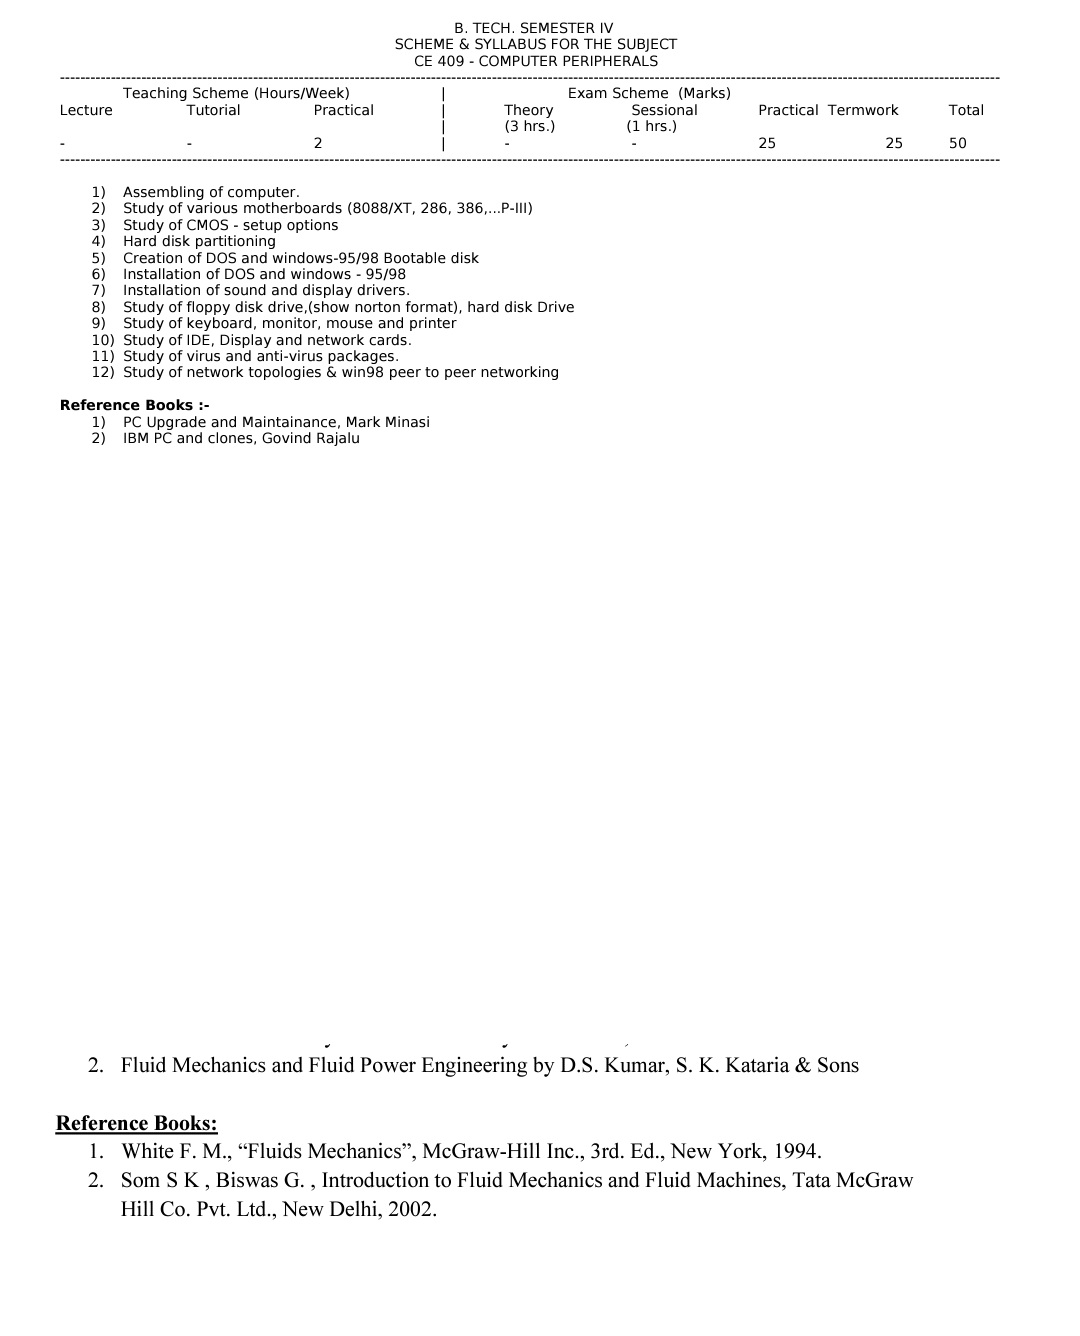 B. TECH. SEMESTER IV
SCHEME & SYLLABUS FOR THE SUBJECT
CE 409 - COMPUTER PERIPHERALS
Teaching Scheme (Hours/Week) | Exam Scheme (Marks)
Lecture Tutorial Practical | Theory Sessional Practical Termwork Total
| (3 hrs.) (1 hrs.)
- - 2 | - - 25 25 50
1) Assembling of computer.
2) Study of various motherboards (8088/XT, 286, 386,...P-III)
3) Study of CMOS - setup options
4) Hard disk partitioning
5) Creation of DOS and windows-95/98 Bootable disk
6) Installation of DOS and windows - 95/98
7) Installation of sound and display drivers.
8) Study of floppy disk drive,(show norton format), hard disk Drive
9) Study of keyboard, monitor, mouse and printer
10) Study of IDE, Display and network cards.
11) Study of virus and anti-virus packages.
12) Study of network topologies & win98 peer to peer networking
Reference Books :-
1) PC Upgrade and Maintainance, Mark Minasi
2) IBM PC and clones, Govind Rajalu
2. Fluid Mechanics and Fluid Power Engineering by D.S. Kumar, S. K. Kataria & Sons
Reference Books:
1. White F. M., “Fluids Mechanics”, McGraw-Hill Inc., 3rd. Ed., New York, 1994.
2. Som S K , Biswas G. , Introduction to Fluid Mechanics and Fluid Machines, Tata McGraw
Hill Co. Pvt. Ltd., New Delhi, 2002.